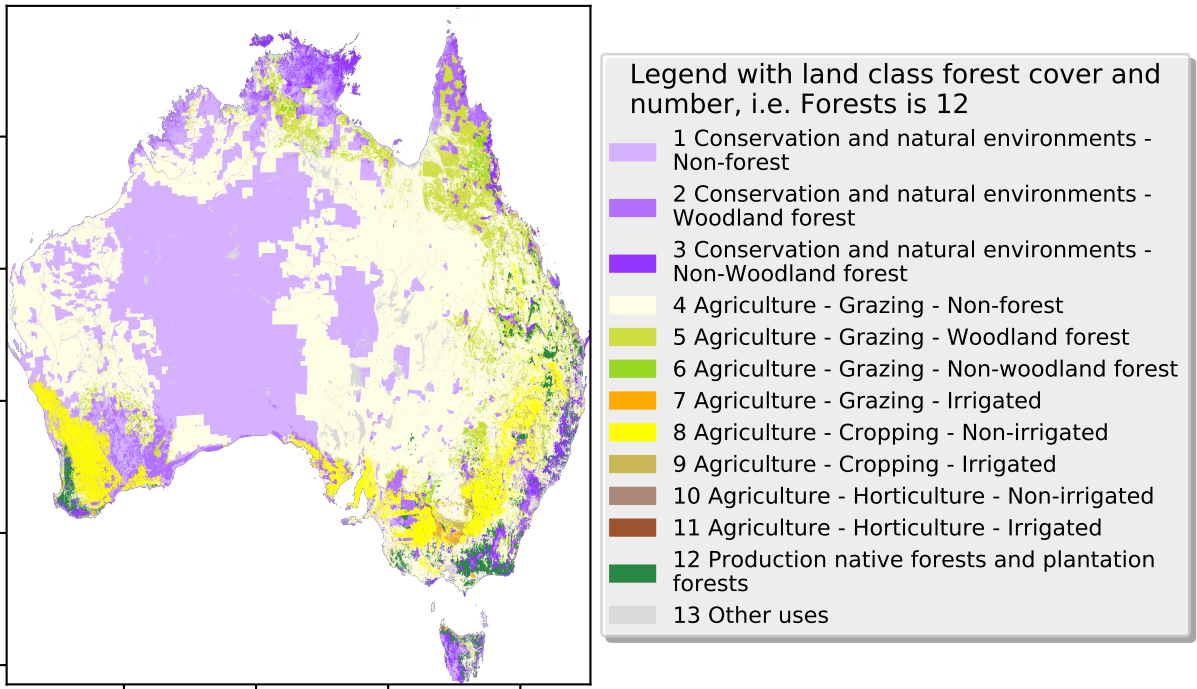 Legend with land class forest cover and
number, i.e. Forests is 12
1 Conservation and natural environments -
Non-forest
2 Conservation and natural environments -
Woodland forest
3 Conservation and natural environments -
Non-Woodland forest
4 Agriculture - Grazing - Non-forest
5 Agriculture - Grazing - Woodland forest
6 Agriculture - Grazing - Non-woodland forest
7 Agriculture - Grazing - Irrigated
8 Agriculture - Cropping - Non-irrigated
9 Agriculture - Cropping - Irrigated
10 Agriculture - Horticulture - Non-irrigated
11 Agriculture - Horticulture - Irrigated
12 Production native forests and plantation
forests
13 Other uses